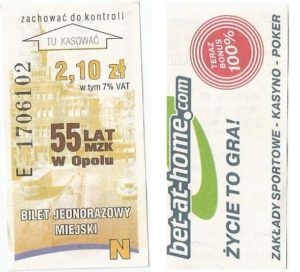 zachować do kontroli
TU KASOWAĆ
2,10 zł
w tym 7% VAT
E 1706102
55 LAT
MZK
W Opolu
BILET JEDNORAZOWY
MIEJSKI
N
TERAZ
BONUS
100%
bet-at-home.com
ŻYCIE TO GRA!
ZAKŁADY SPORTOWE - KASYNO - POKER